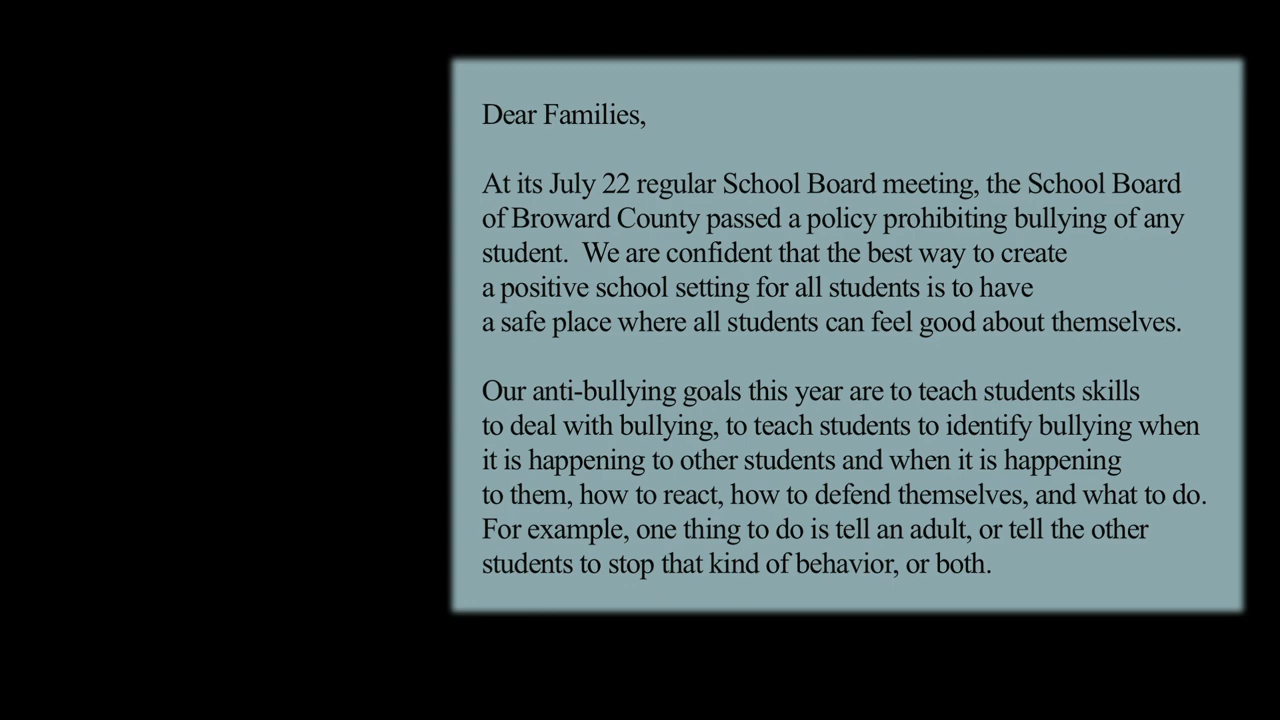 Dear Families,
At its July 22 regular School Board meeting, the School Board
of Broward County passed a policy prohibiting bullying of any
student.  We are confident that the best way to create
a positive school setting for all students is to have
a safe place where all students can feel good about themselves.
Our anti-bullying goals this year are to teach students skills
to deal with bullying, to teach students to identify bullying when
it is happening to other students and when it is happening
to them, how to react, how to defend themselves, and what to do.
For example, one thing to do is tell an adult, or tell the other
students to stop that kind of behavior, or both.